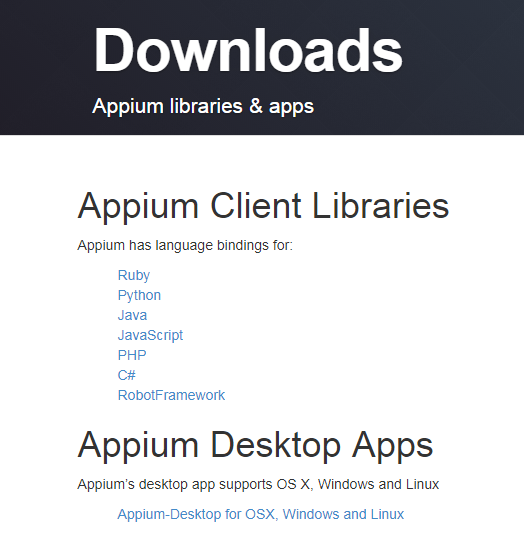 Downloads
Appium libraries & apps
Appium Client Libraries
Appium has language bindings for:
Ruby
Python
Java
JavaScript
PHP
C#
RobotFramework
Appium Desktop Apps
Appium's desktop app supports OS X, Windows and Linux
Appium-Desktop for OSX, Windows and Linux